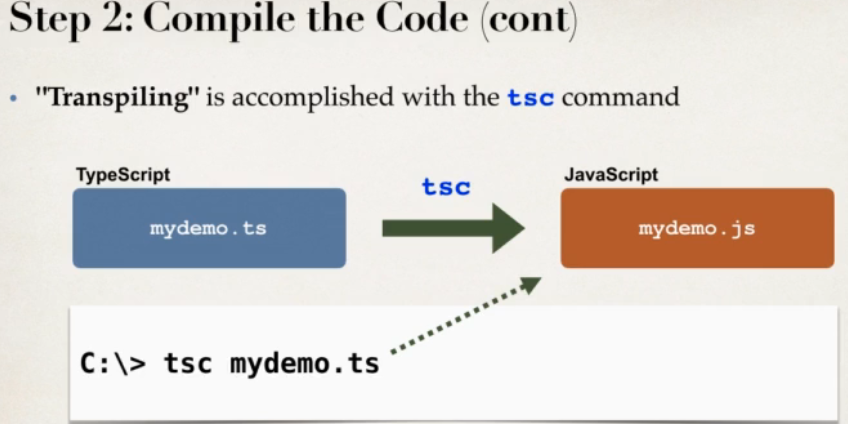 Step 2: Compile the Code (cont)
• "Transpiling" is accomplished with the tsc command
TypeScript
mydemo.ts
tsc
JavaScript
mydemo.js
C:\> tsc mydemo.ts